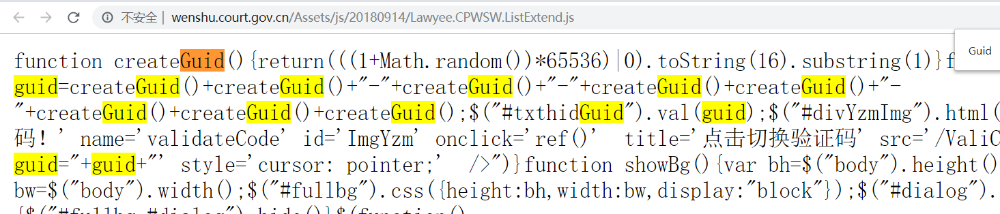 不安全 | wenshu.court.gov.cn/Assets/js/20180914/Lawyee.CPWSW.ListExtend.js
Guid
function createGuid(){return(((1+Math.random())*65536)|0).toString(16).substring(1)}f
guid=createGuid()+createGuid()+"-"+createGuid()+"-"+createGuid()+createGuid()+"-
"+createGuid()+createGuid()+createGuid();$("#txthidGuid").val(guid);$("#divYzmImg").html(
码！' name='validateCode' id='ImgYzm' onclick='ref()'  title='点击切换验证码' src='/ValiC
guid="+guid+"' style='cursor: pointer;'  />")}function showBg(){var bh=$("body").height()
bw=$("body").width();$("#fullbg").css({height:bh,width:bw,display:"block"});$("#dialog").
{$("#fullbg,#dialog").hide()}$(function()